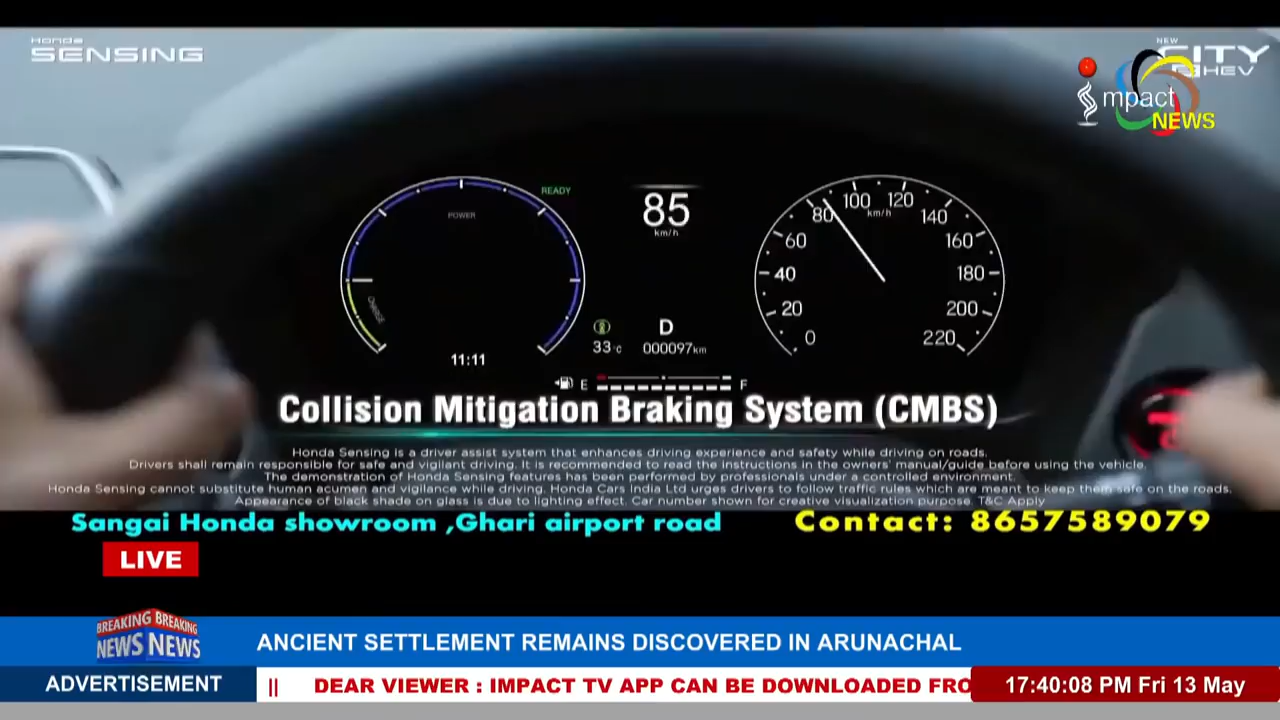 HONDA
SENSING
NEW
CITY
e:HEV
mpact
NEWS
READY
POWER
CHARGE
11:11
85
km/h
D
33°C
000097km
E
F
0
20
40
60
80
100
120
140
160
180
200
220
km/h
Collision Mitigation Braking System (CMBS)
Honda Sensing is a driver assist system that enhances driving experience and safety while driving on roads.
Drivers shall remain responsible for safe and vigilant driving. It is recommended to read the instructions in the owners' manual/guide before using the vehicle.
The demonstration of Honda Sensing features has been performed by professionals under a controlled environment.
Honda Sensing cannot substitute human acumen and vigilance while driving. Honda Cars India Ltd urges drivers to follow traffic rules which are meant to keep them safe on the roads.
Appearance of black shade on glass is due to lighting effect. Car number shown for creative visualization purpose. T&C Apply
Sangai Honda showroom ,Ghari airport road
Contact: 8657589079
LIVE
BREAKING BREAKING
NEWS NEWS
ANCIENT SETTLEMENT REMAINS DISCOVERED IN ARUNACHAL
ADVERTISEMENT
|| DEAR VIEWER : IMPACT TV APP CAN BE DOWNLOADED FRO
17:40:08 PM Fri 13 May